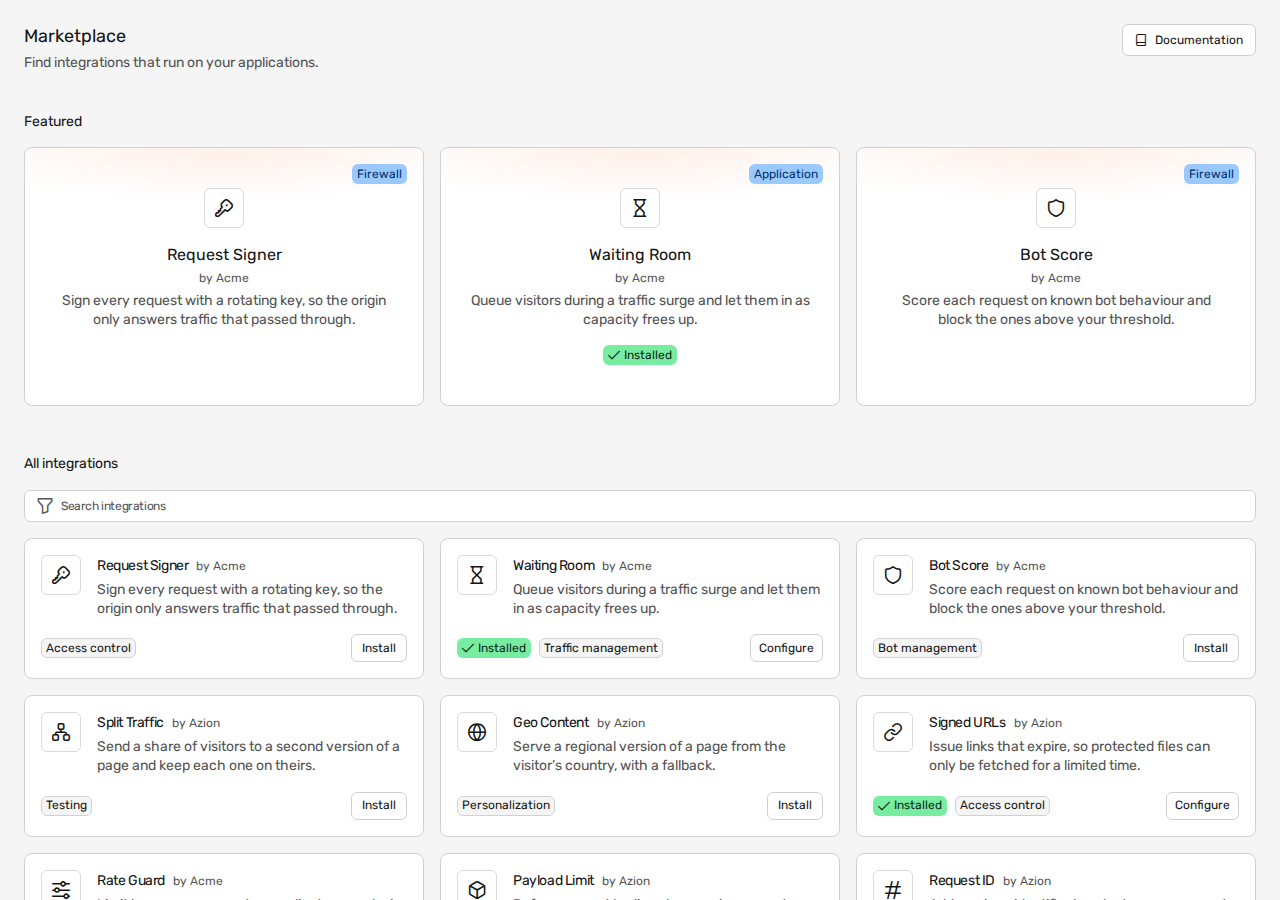 Marketplace
Documentation
Find integrations that run on your applications.
Featured
Firewall
Request Signer
by Acme
Sign every request with a rotating key, so the origin
only answers traffic that passed through.
Application
Waiting Room
by Acme
Queue visitors during a traffic surge and let them in as
capacity frees up.
Installed
Firewall
Bot Score
by Acme
Score each request on known bot behaviour and
block the ones above your threshold.
All integrations
Search integrations
Request Signer by Acme
Sign every request with a rotating key, so the
origin only answers traffic that passed through.
Access control
Install
Waiting Room by Acme
Queue visitors during a traffic surge and let them
in as capacity frees up.
Installed
Traffic management
Configure
Bot Score by Acme
Score each request on known bot behaviour and
block the ones above your threshold.
Bot management
Install
Split Traffic by Azion
Send a share of visitors to a second version of a
page and keep each one on theirs.
Testing
Install
Geo Content by Azion
Serve a regional version of a page from the
visitor's country, with a fallback.
Personalization
Install
Signed URLs by Azion
Issue links that expire, so protected files can
only be fetched for a limited time.
Installed
Access control
Configure
Rate Guard by Acme
Payload Limit by Azion
Request ID by Azion